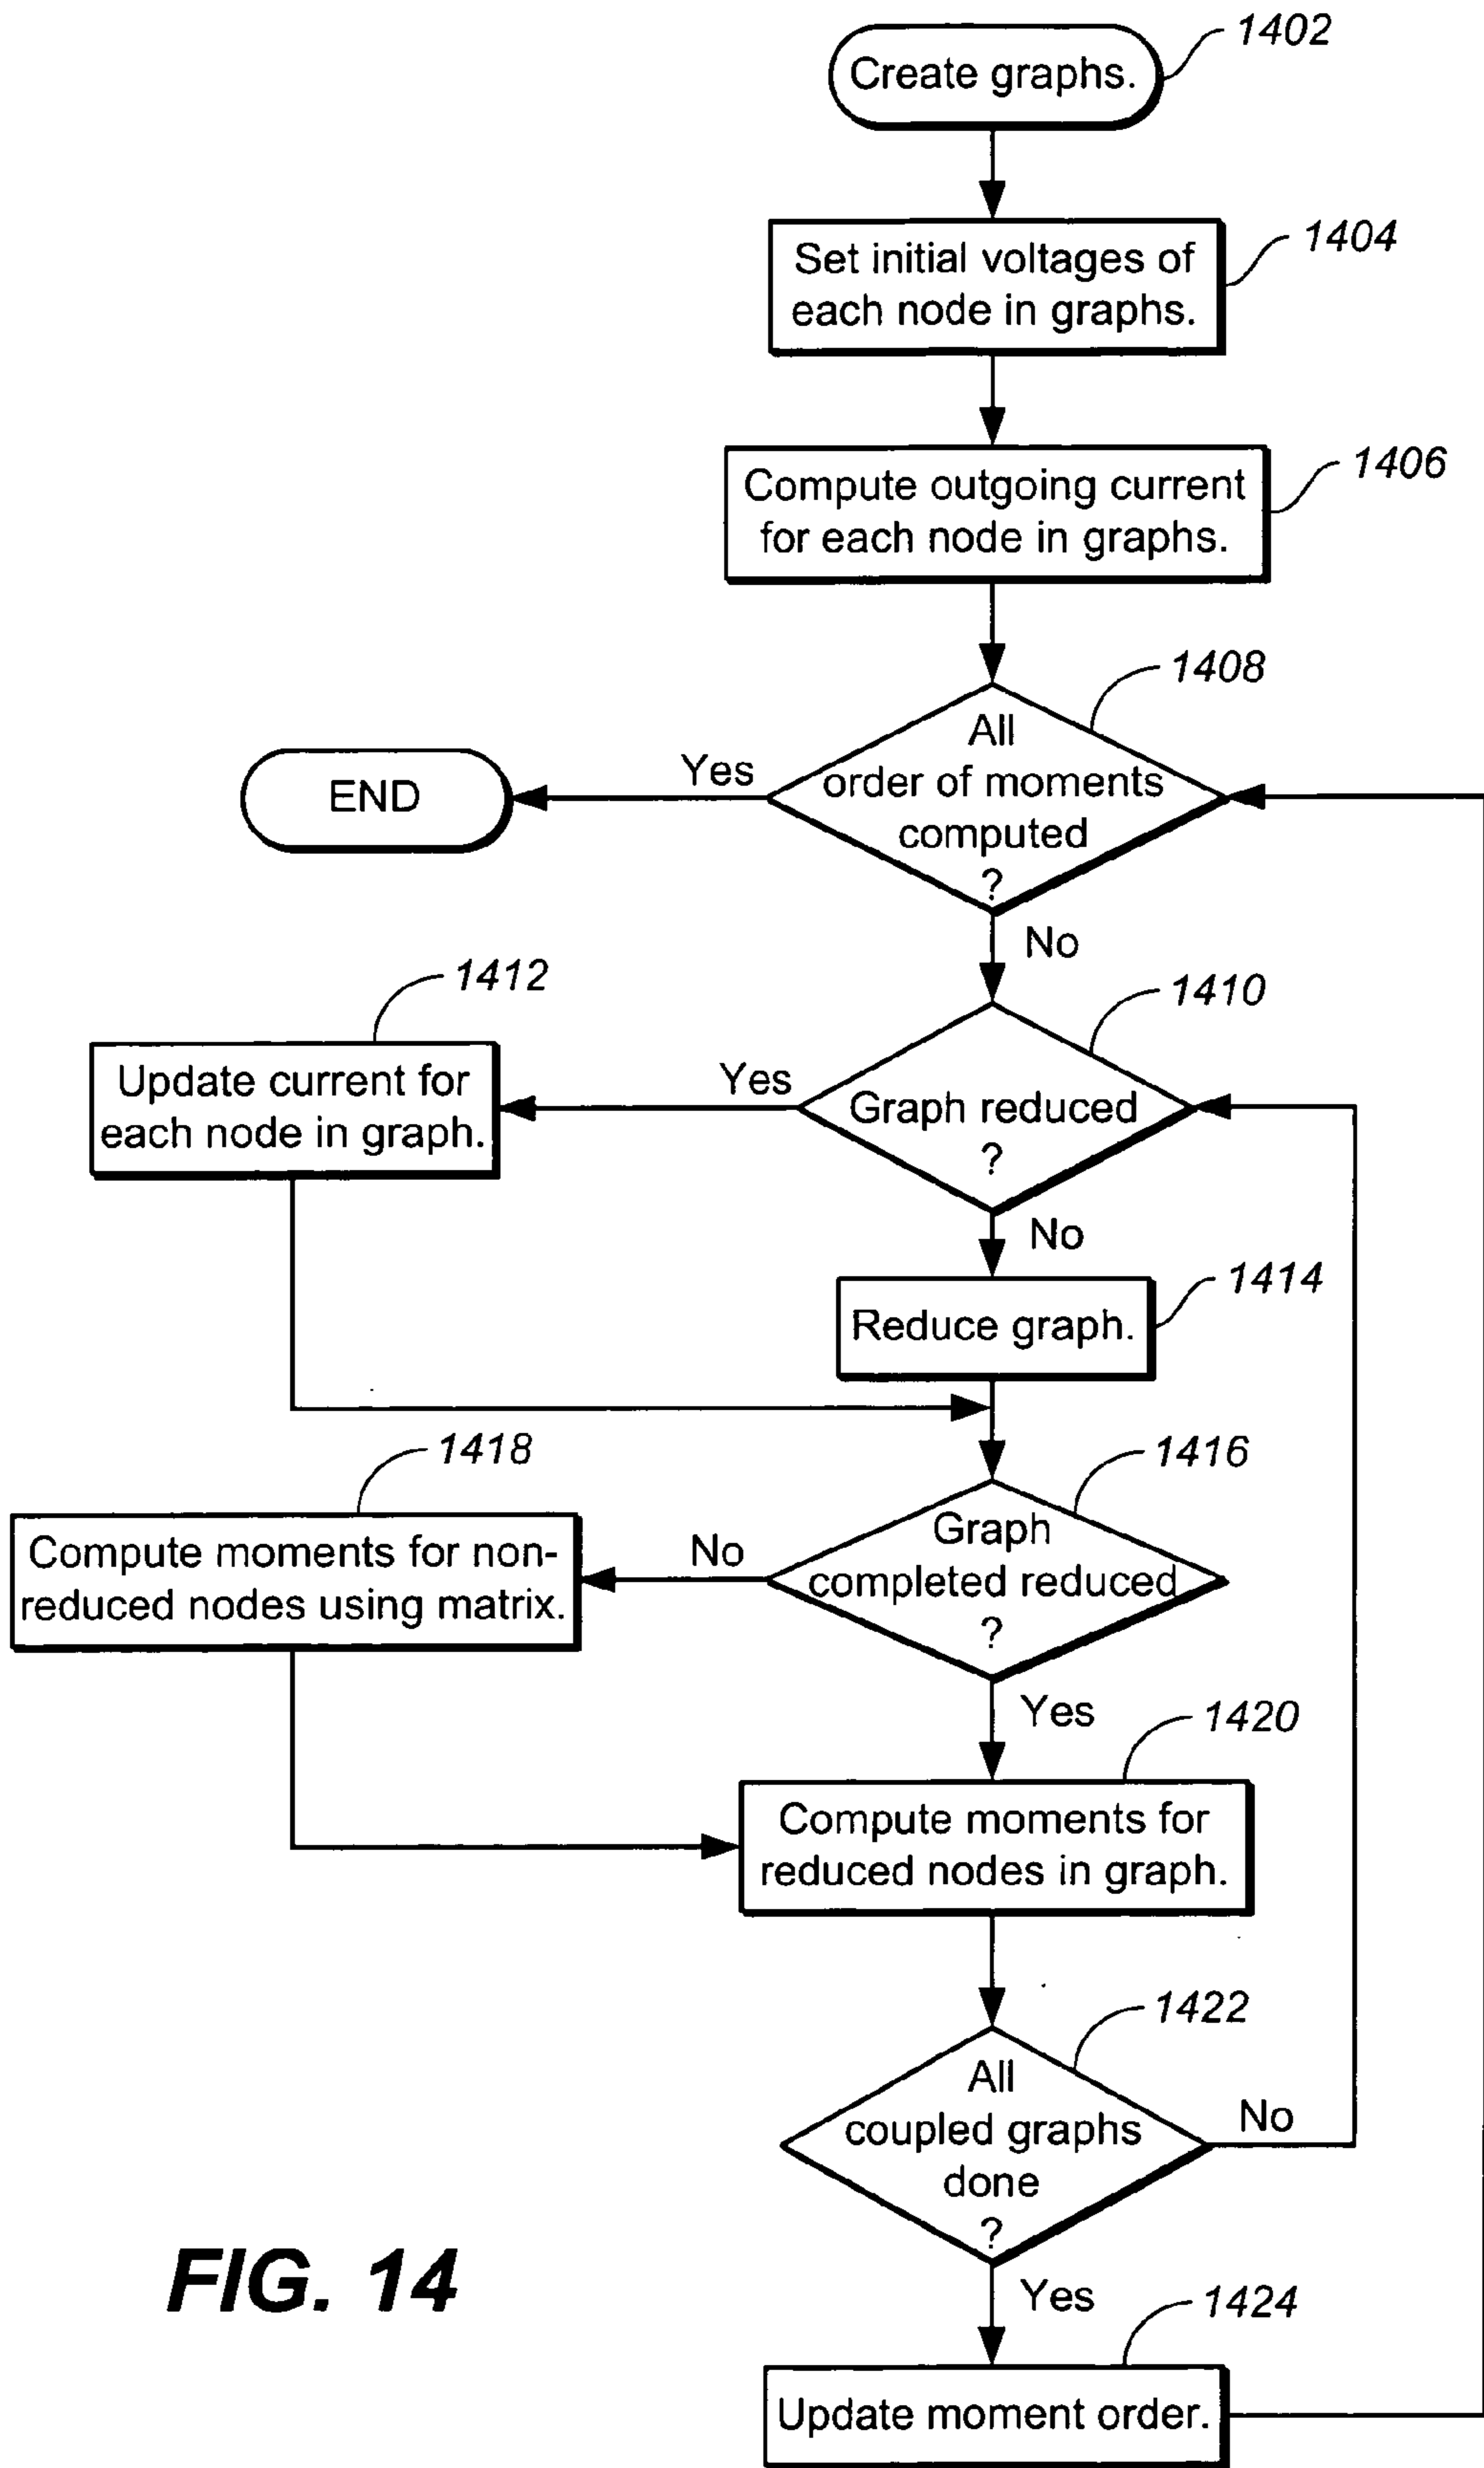 1402
Create graphs.
1404
Set initial voltages of
each node in graphs.
1406
Compute outgoing current
for each node in graphs.
1408
All
order of moments
computed
?
Yes
END
No
1410
Graph reduced
?
Yes
1412
Update current for
each node in graph.
No
1414
Reduce graph.
1416
Graph
completed reduced
?
No
1418
Compute moments for non-
reduced nodes using matrix.
Yes
1420
Compute moments for
reduced nodes in graph.
1422
All
coupled graphs
done
?
No
Yes
1424
Update moment order.
FIG. 14